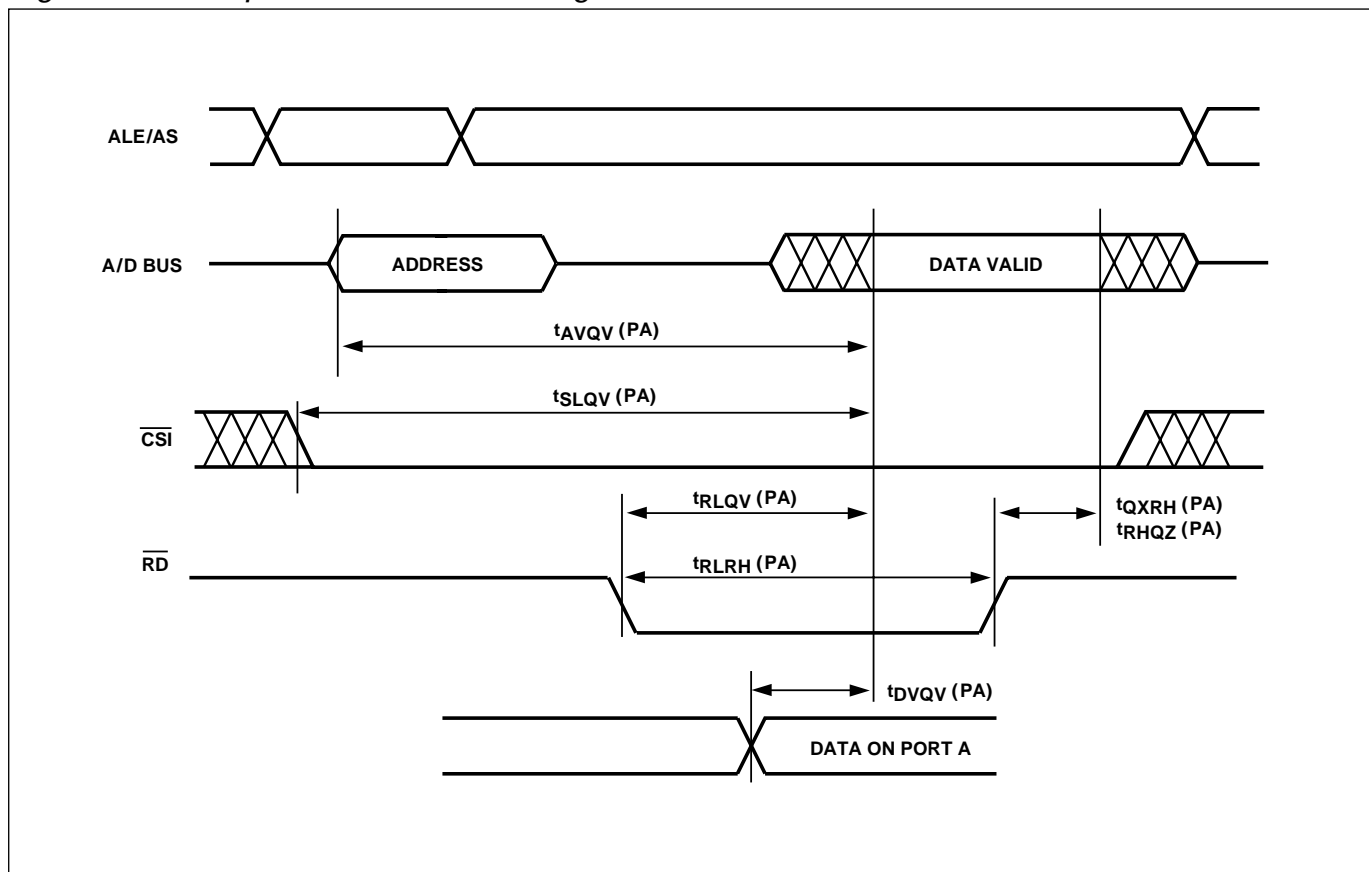 ALE/AS
A/D BUS
ADDRESS
DATA VALID
tAVQV (PA)
tSLQV (PA)
CSI
tRLQV (PA)
tQXRH (PA)
tRHQZ (PA)
RD
tRLRH (PA)
tDVQV (PA)
DATA ON PORT A